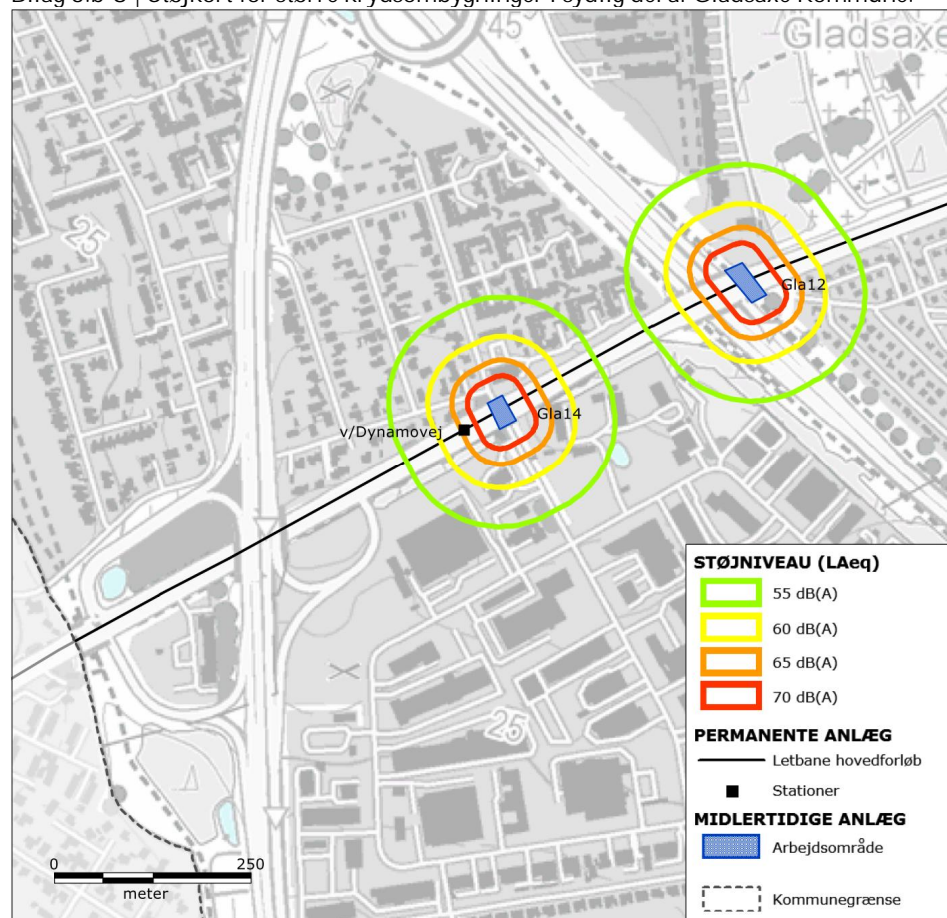 45
Gladsaxe
25
Gla12
Gla14
v/Dynamovej
STØJNIVEAU (LAeq)
55 dB(A)
60 dB(A)
65 dB(A)
70 dB(A)
PERMANENTE ANLÆG
Letbane hovedforløb
Stationer
MIDLERTIDIGE ANLÆG
Arbejdsområde
Kommunegrænse
25
0 250
meter